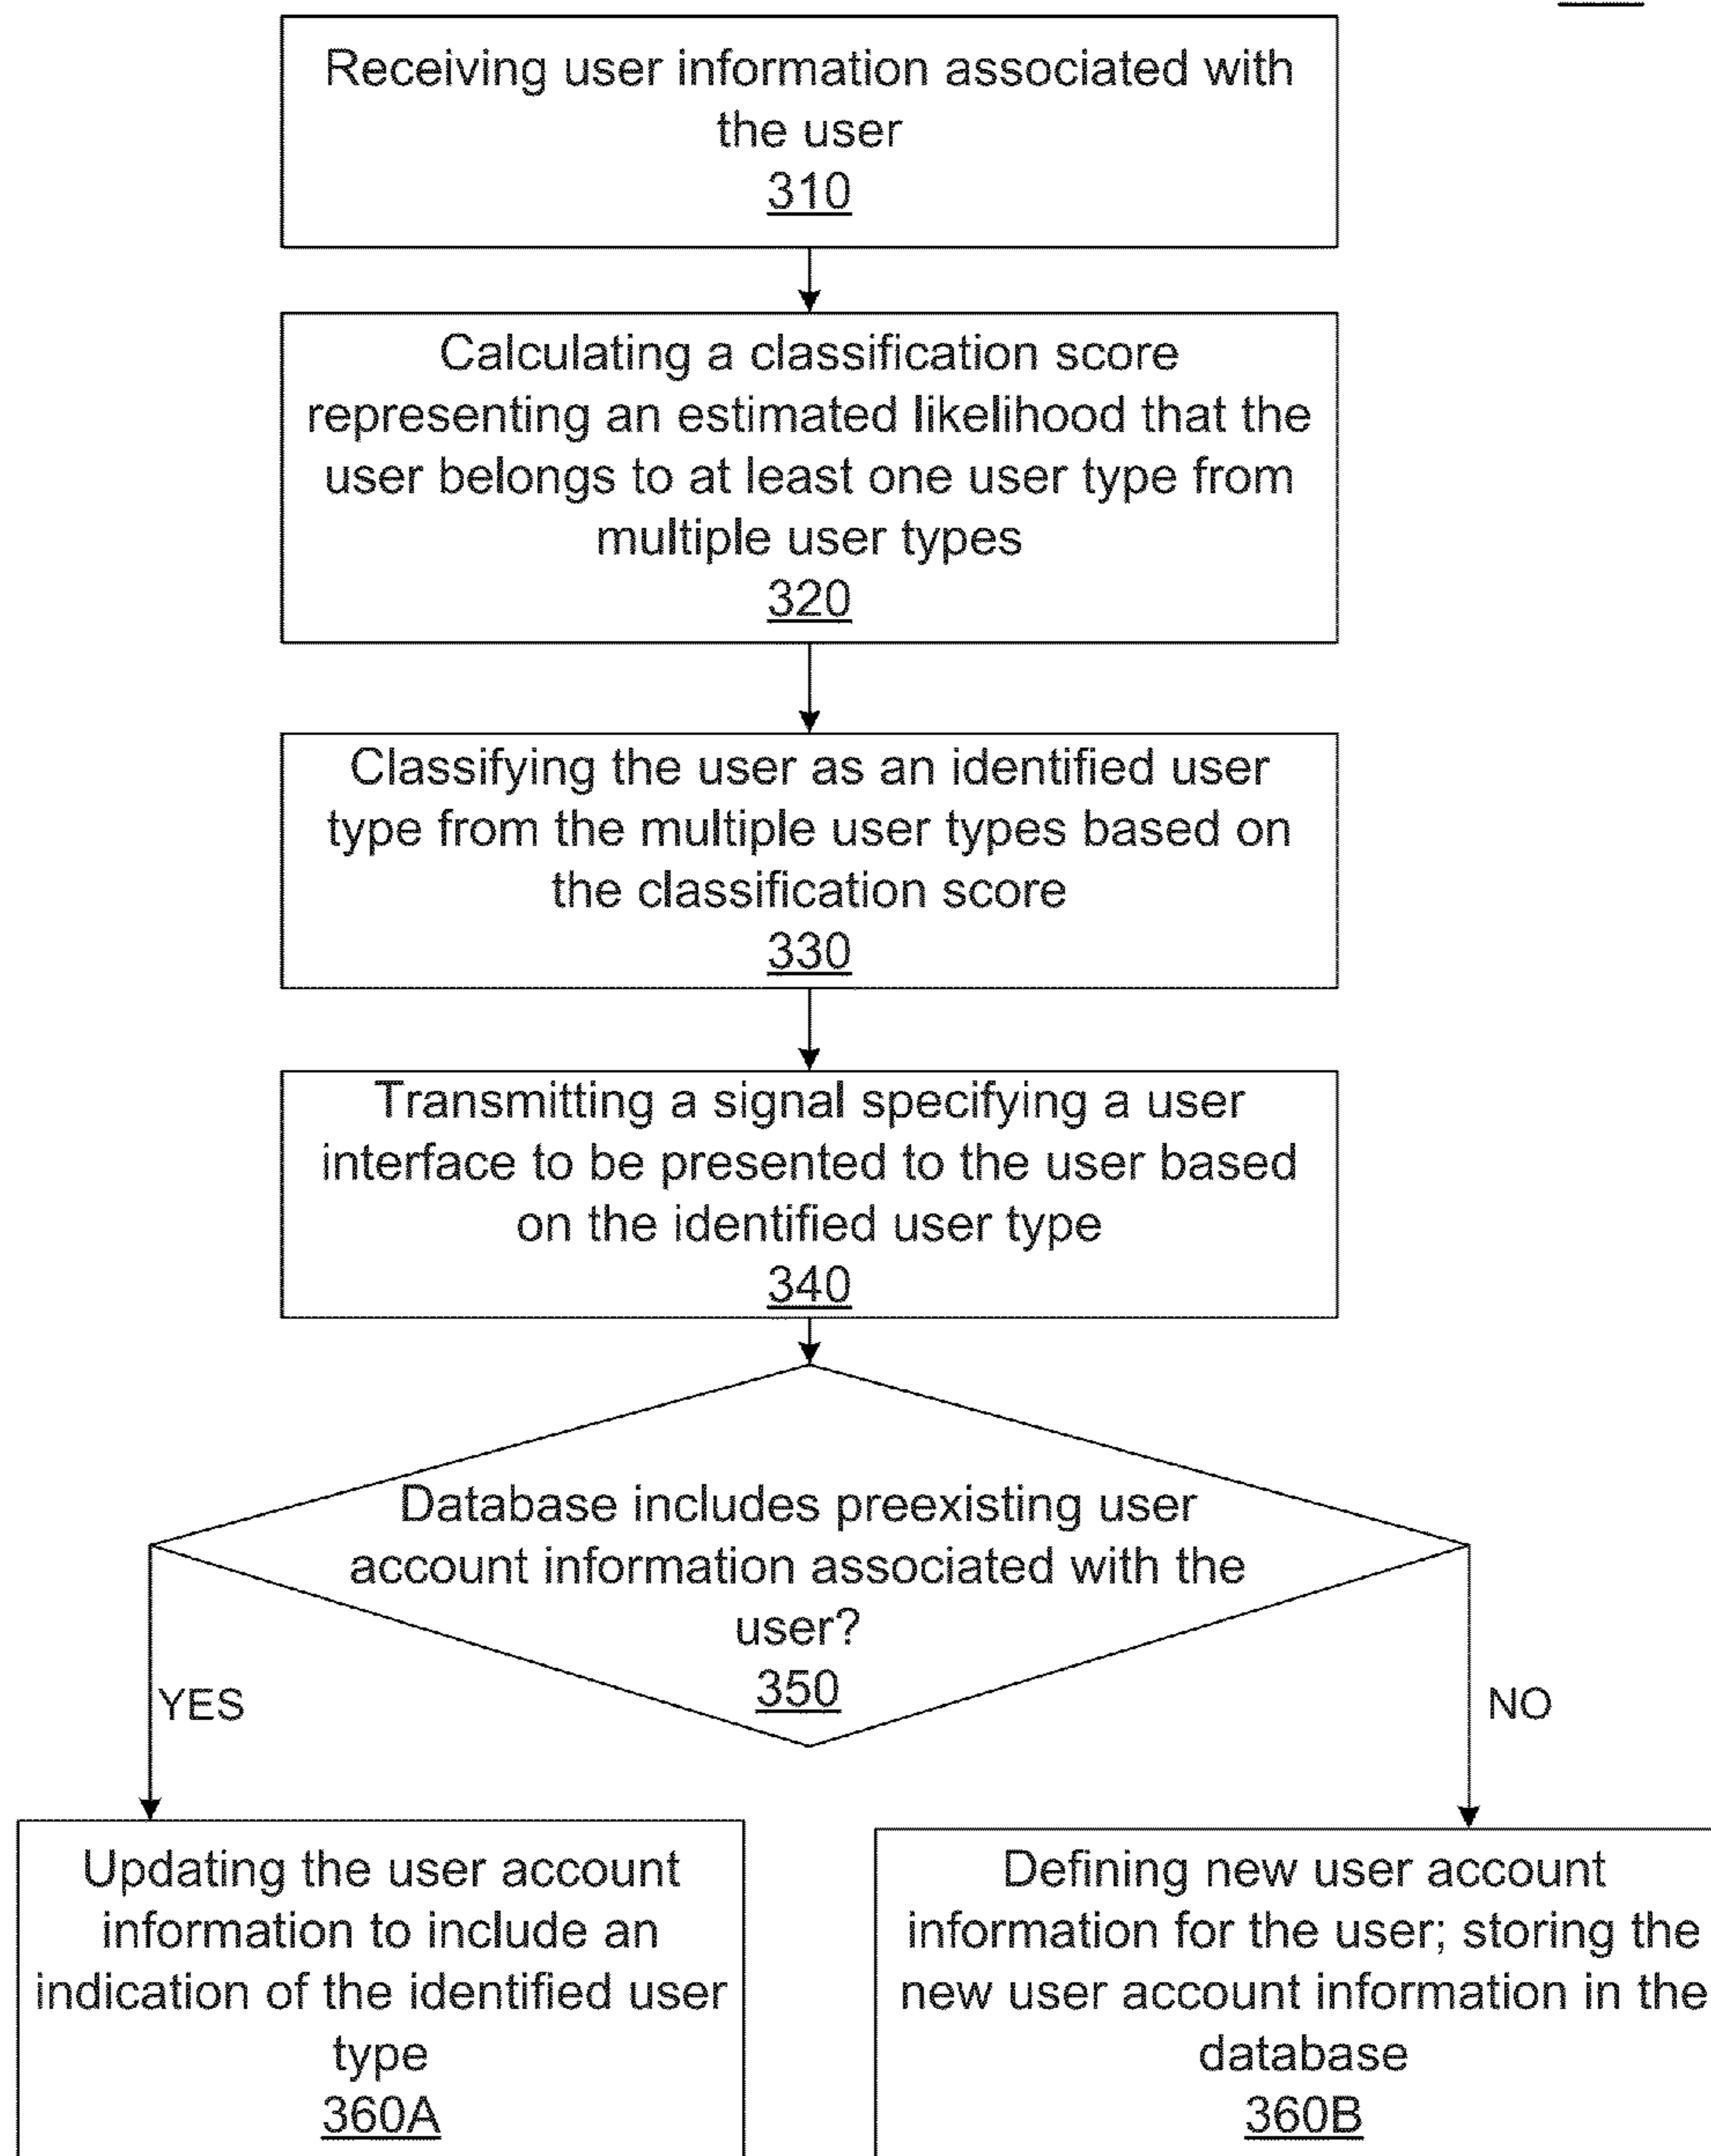 Receiving user information associated with
the user
310
Calculating a classification score
representing an estimated likelihood that the
user belongs to at least one user type from
multiple user types
320
Classifying the user as an identified user
type from the multiple user types based on
the classification score
330
Transmitting a signal specifying a user
interface to be presented to the user based
on the identified user type
340
Database includes preexisting user
account information associated with the
user?
350
YES
NO
Updating the user account
information to include an
indication of the identified user
type
360A
Defining new user account
information for the user; storing the
new user account information in the
database
360B